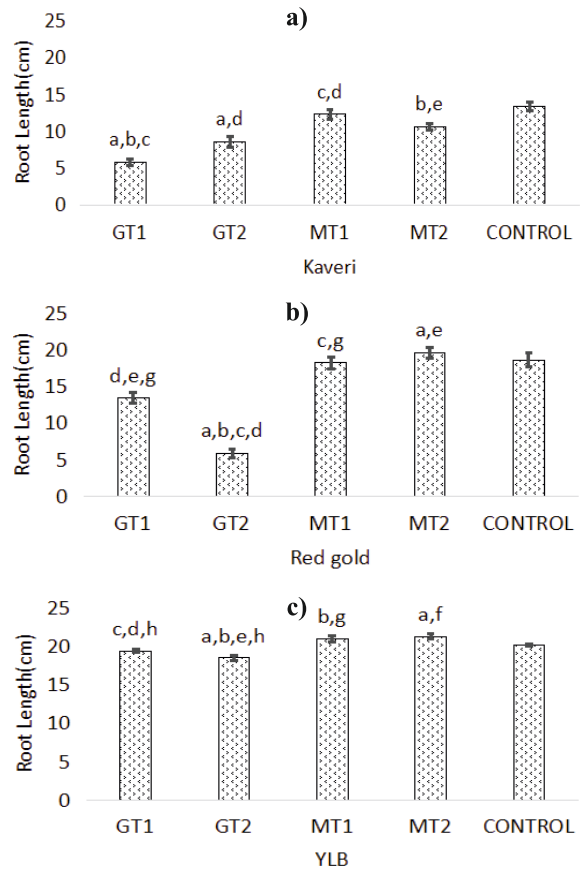 a)
Root Length(cm)
25
20
15
10
5
0
a,b,c
a,d
c,d
b,e
GT1 GT2 MT1 MT2 CONTROL
Kaveri
b)
Root Length(cm)
25
20
15
10
5
0
d,e,g
a,b,c,d
c,g
a,e
GT1 GT2 MT1 MT2 CONTROL
Red gold
c)
Root Length(cm)
25
20
15
10
5
0
c,d,h
a,b,e,h
b,g
a,f
GT1 GT2 MT1 MT2 CONTROL
YLB